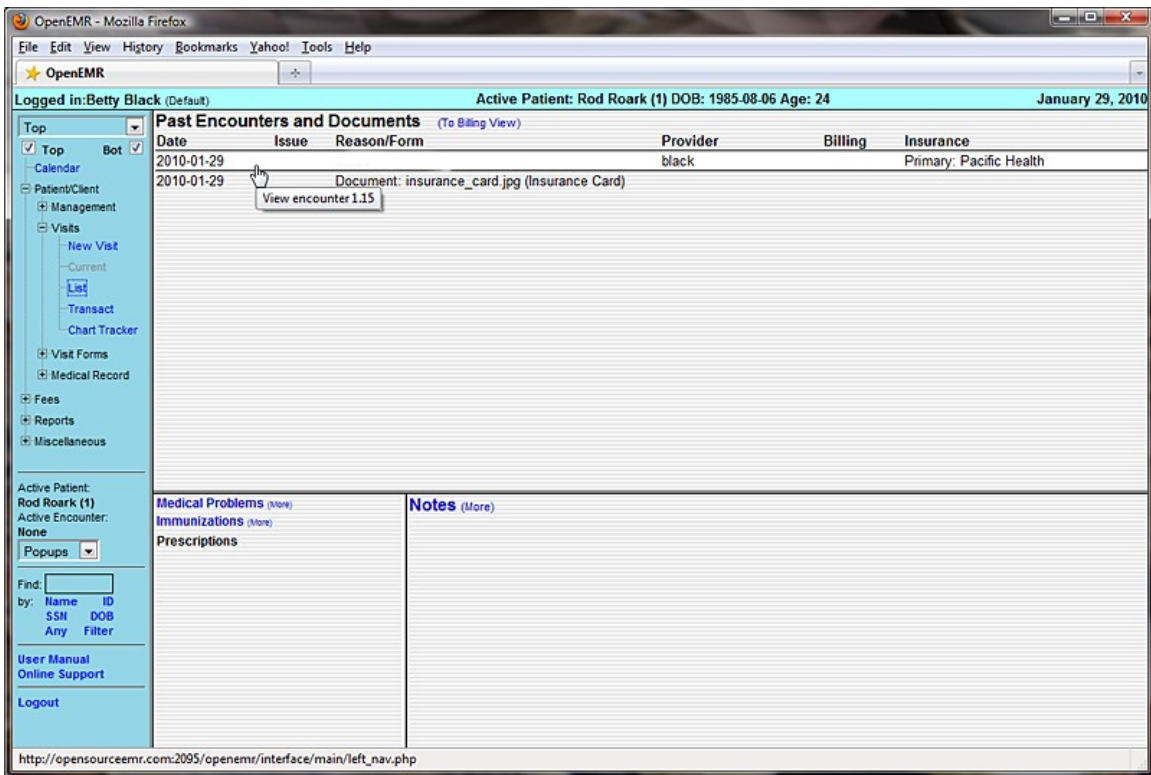 OpenEMR - Mozilla Firefox
File Edit View History Bookmarks Yahoo! Tools Help
OpenEMR
Logged in:Betty Black (Default) Active Patient: Rod Roark (1) DOB: 1985-08-06 Age: 24 January 29, 2010
Top
Top Bot
Calendar
Patient/Client
Management
Visits
New Visit
Current
List
Transact
Chart Tracker
Visit Forms
Medical Record
Fees
Reports
Miscellaneous
Active Patient:
Rod Roark (1)
Active Encounter:
None
Popups
Find:
by: Name ID
SSN DOB
Any Filter
User Manual
Online Support
Logout
Past Encounters and Documents (To Billing View)
Date Issue Reason/Form Provider Billing Insurance
2010-01-29 black Primary: Pacific Health
2010-01-29 Document: insurance_card.jpg (Insurance Card)
View encounter 1.15
Medical Problems (More)
Immunizations (More)
Prescriptions
Notes (More)
http://opensourceemr.com:2095/openemr/interface/main/left_nav.php